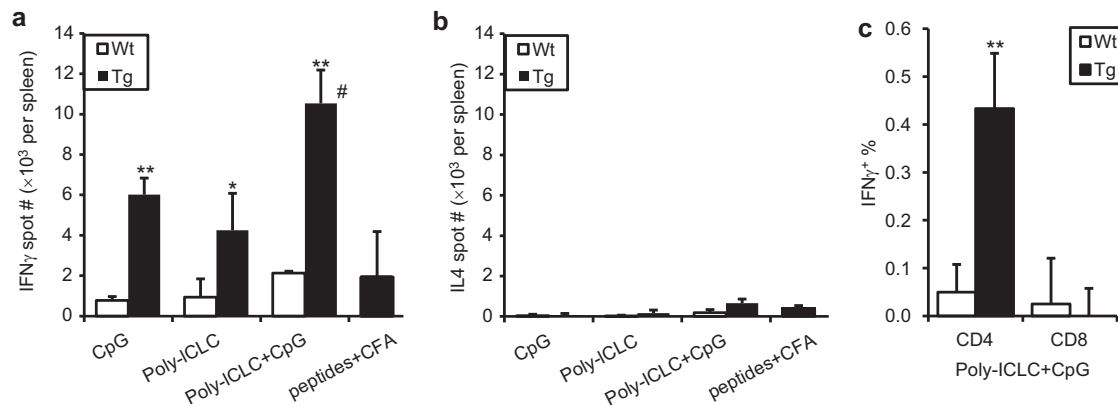 a
IFNγ spot # (×10³ per spleen)
14
12
10
8
6
4
2
0
Wt
Tg
**
*
**
#
CpG
Poly-ICLC
Poly-ICLC+CpG
peptides+CFA
b
IL4 spot # (×10³ per spleen)
14
12
10
8
6
4
2
0
Wt
Tg
CpG
Poly-ICLC
Poly-ICLC+CpG
peptides+CFA
c
IFNγ⁺ %
0.6
0.5
0.4
0.3
0.2
0.1
0.0
**
Wt
Tg
CD4 CD8
Poly-ICLC+CpG